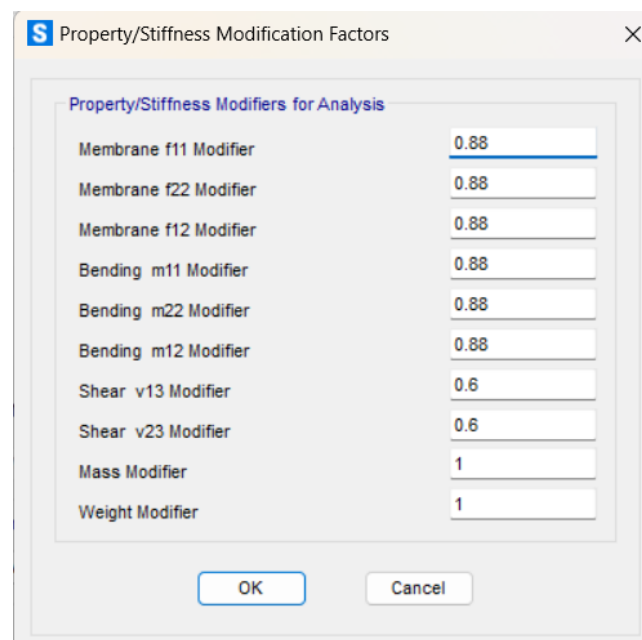 S Property/Stiffness Modification Factors
Property/Stiffness Modifiers for Analysis
Membrane f11 Modifier 0.88
Membrane f22 Modifier 0.88
Membrane f12 Modifier 0.88
Bending m11 Modifier 0.88
Bending m22 Modifier 0.88
Bending m12 Modifier 0.88
Shear v13 Modifier 0.6
Shear v23 Modifier 0.6
Mass Modifier 1
Weight Modifier 1
OK Cancel